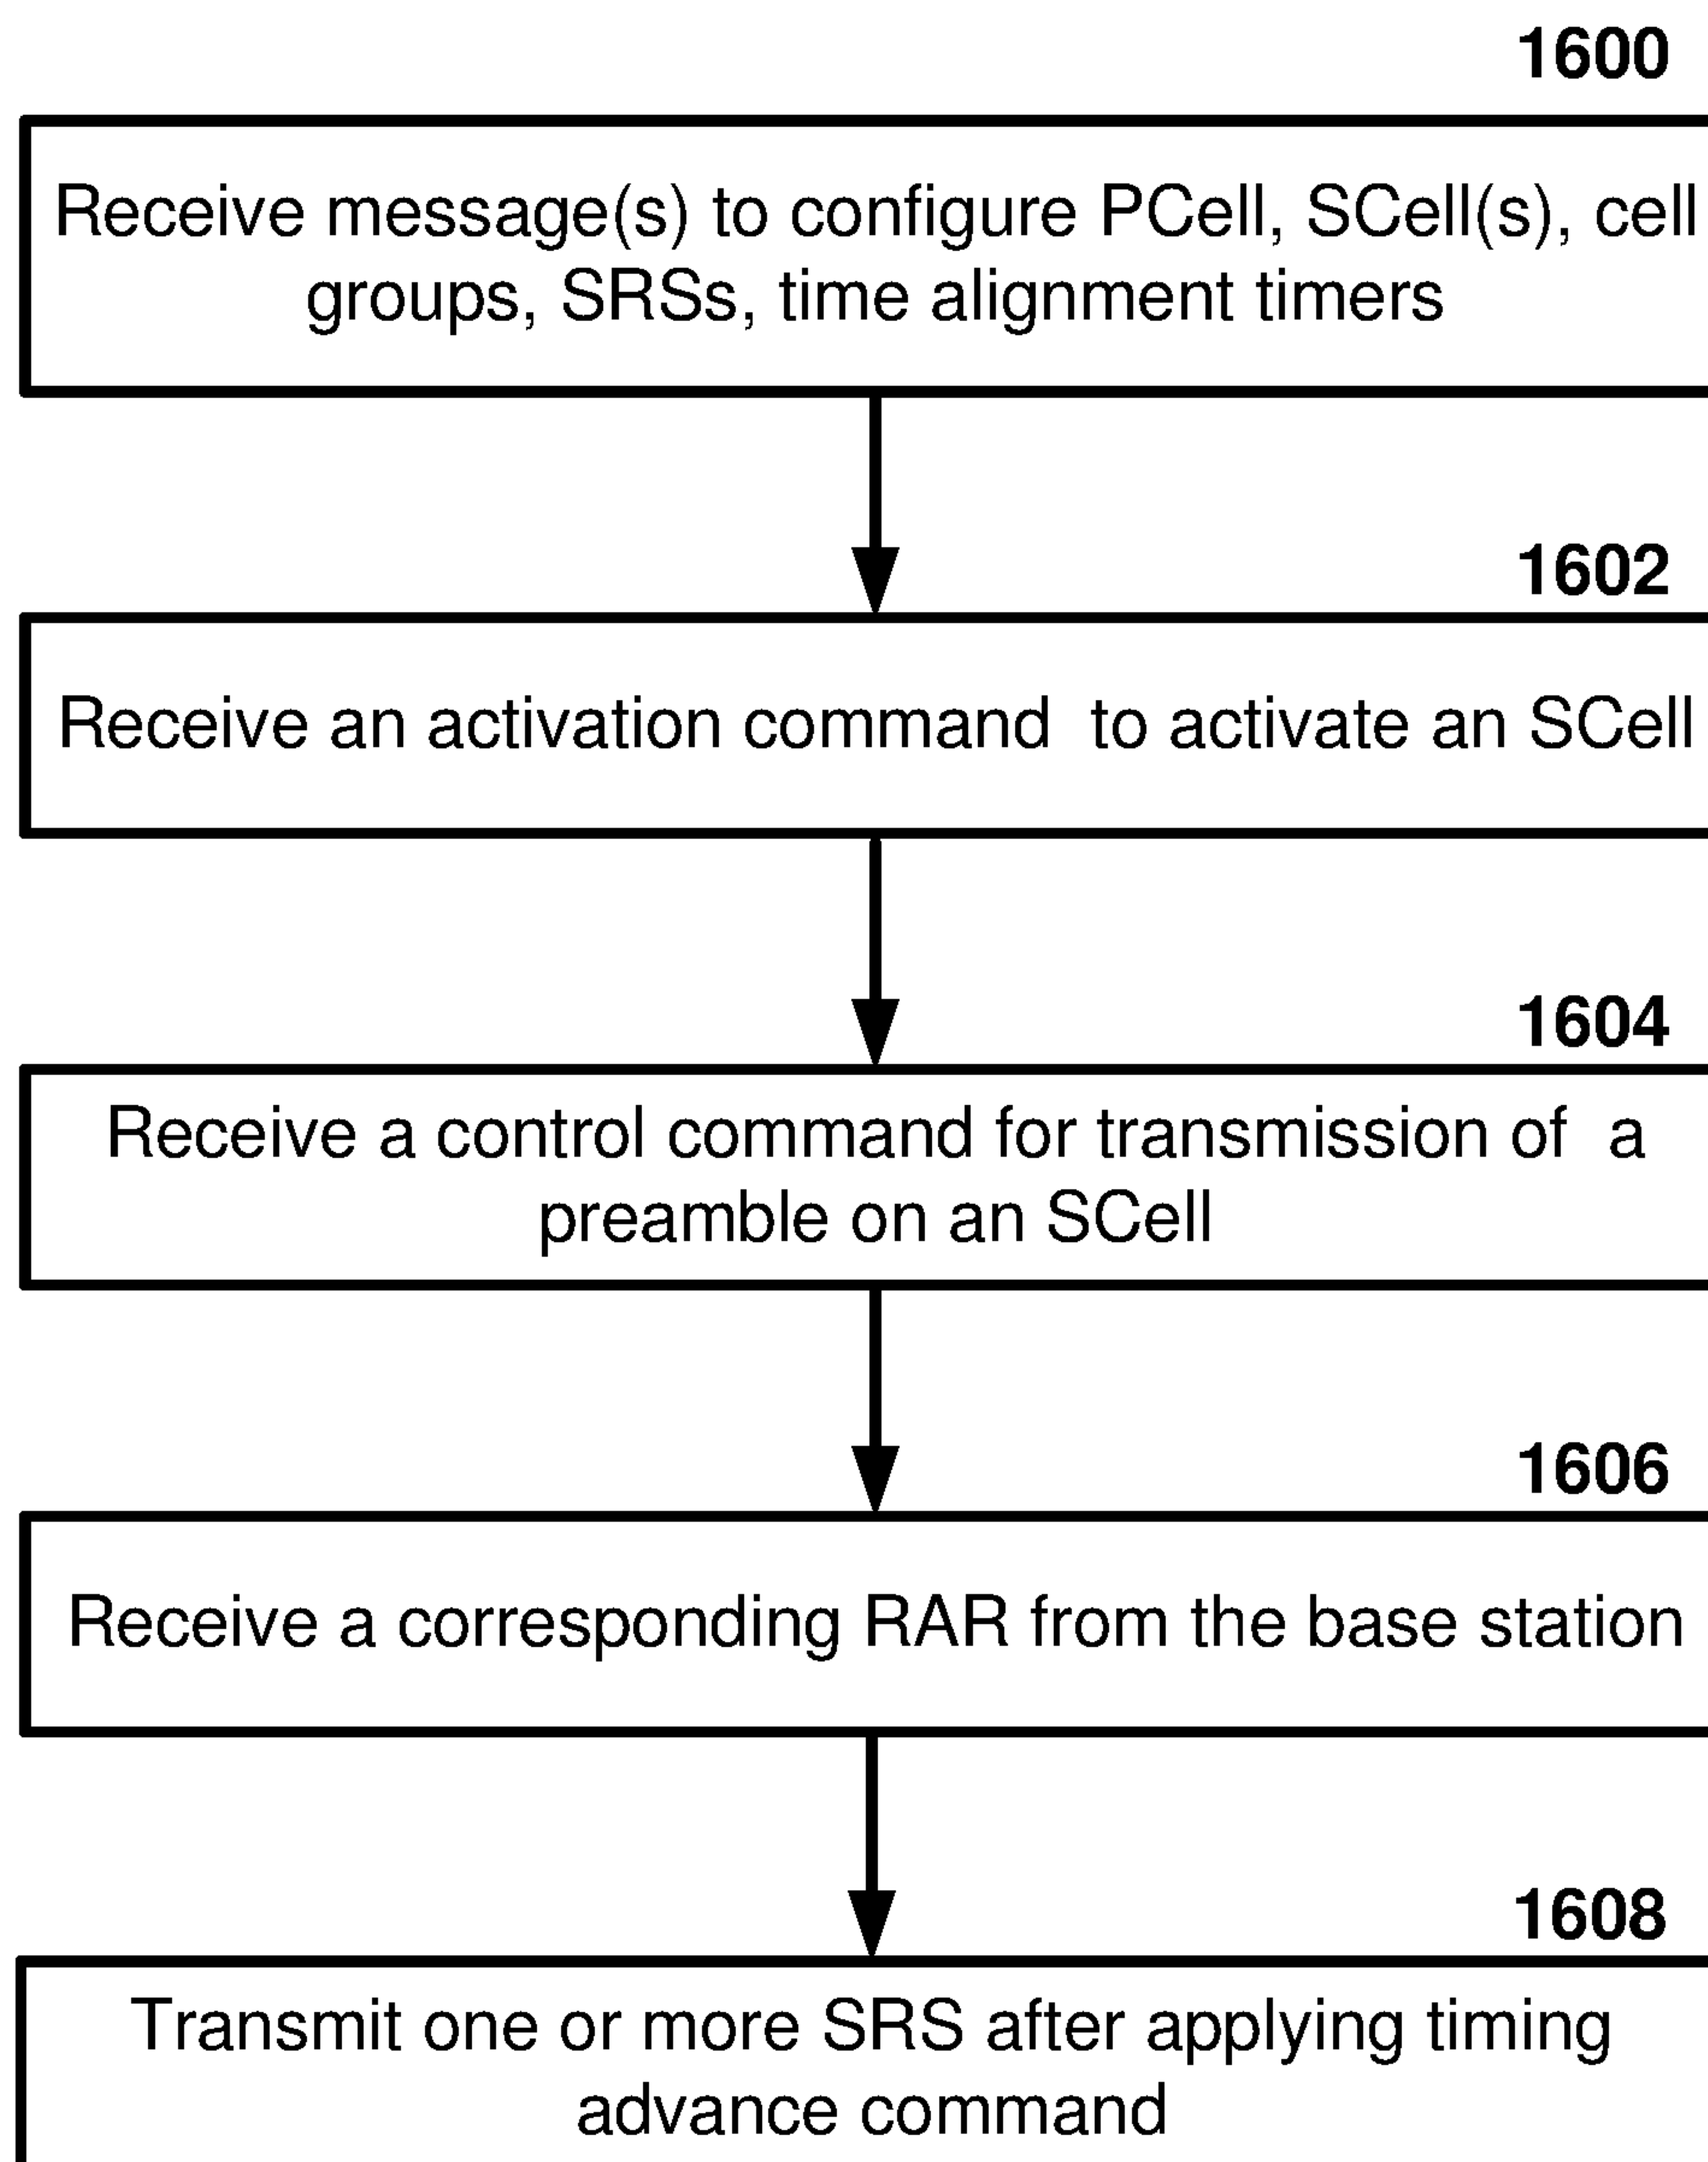 1600
Receive message(s) to configure PCell, SCell(s), cell
groups, SRSs, time alignment timers
1602
Receive an activation command to activate an SCell
1604
Receive a control command for transmission of a
preamble on an SCell
1606
Receive a corresponding RAR from the base station
1608
Transmit one or more SRS after applying timing
advance command